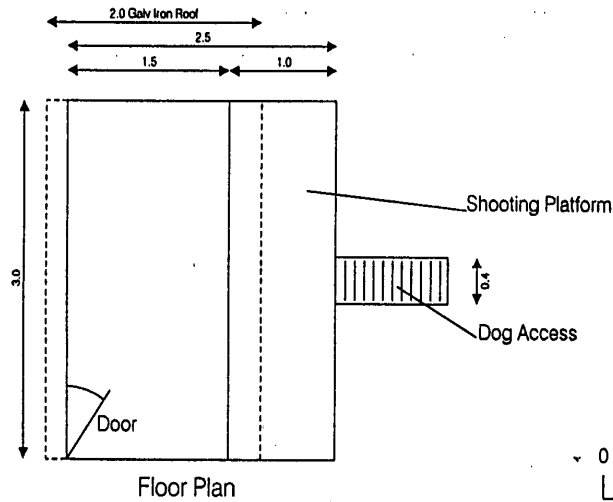 2.0 Galv Iron Roof
2.5
1.5
1.0
Shooting Platform
3.0
0.4
Dog Access
Door
0
Floor Plan